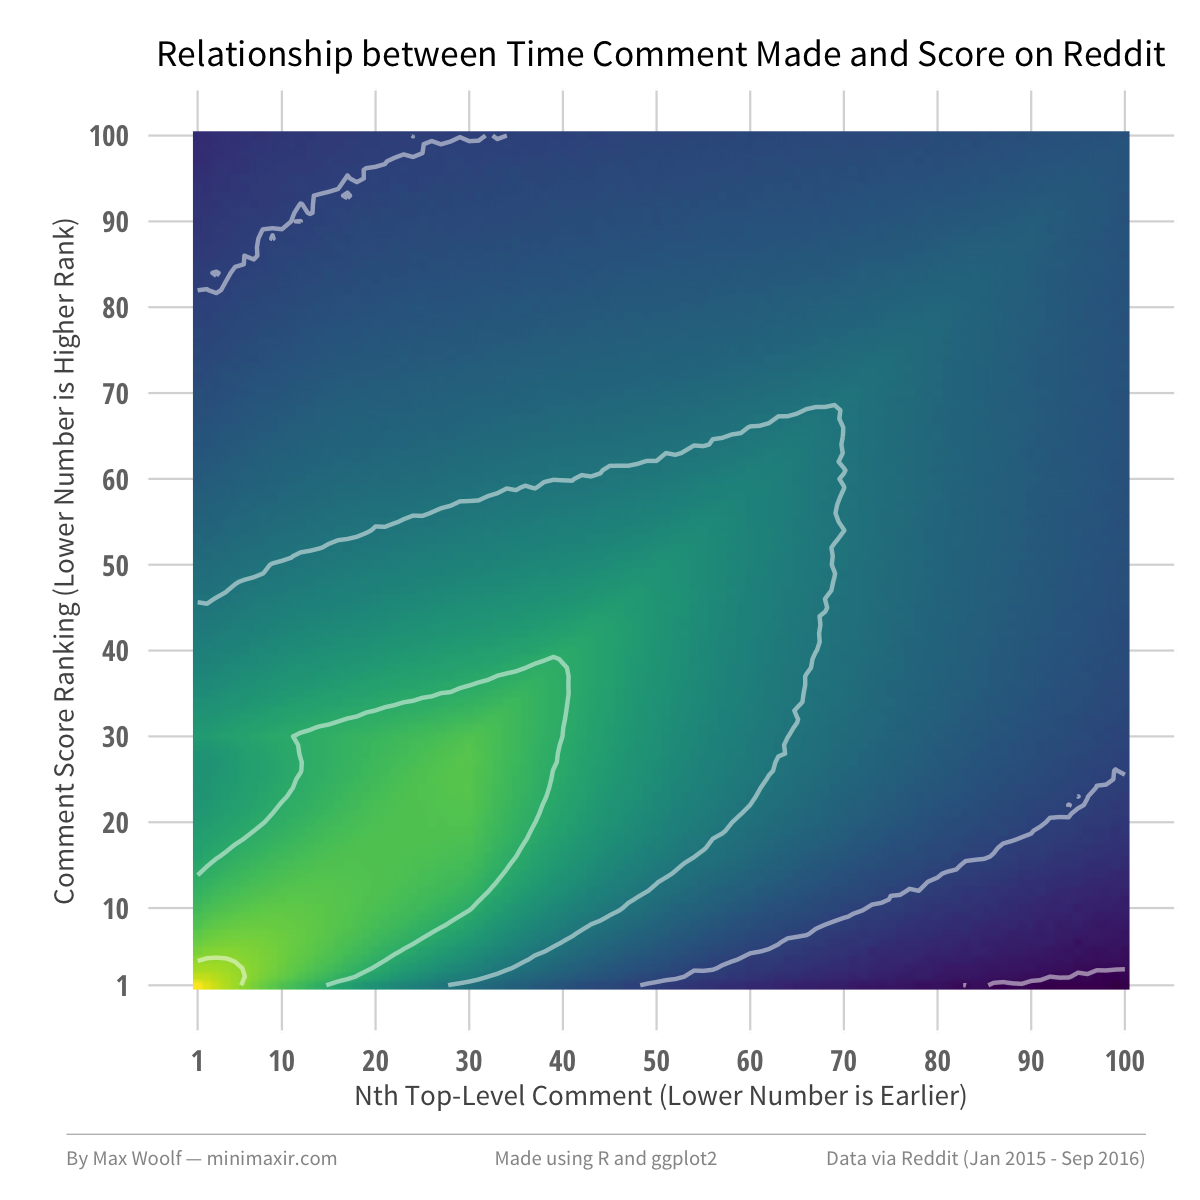 Relationship between Time Comment Made and Score on Reddit
Comment Score Ranking (Lower Number is Higher Rank)
100
90
80
70
60
50
40
30
20
10
1
1 10 20 30 40 50 60 70 80 90 100
Nth Top-Level Comment (Lower Number is Earlier)
By Max Woolf — minimaxir.com Made using R and ggplot2 Data via Reddit (Jan 2015 - Sep 2016)